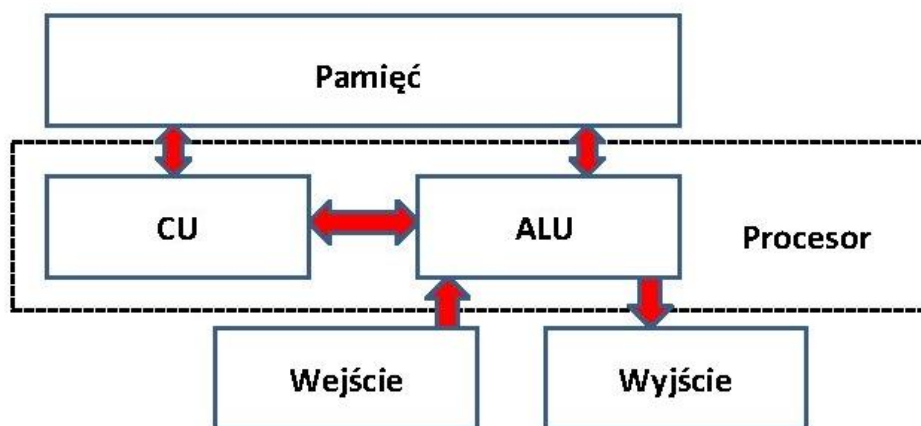 Pamięć
CU
ALU
Procesor
Wejście
Wyjście